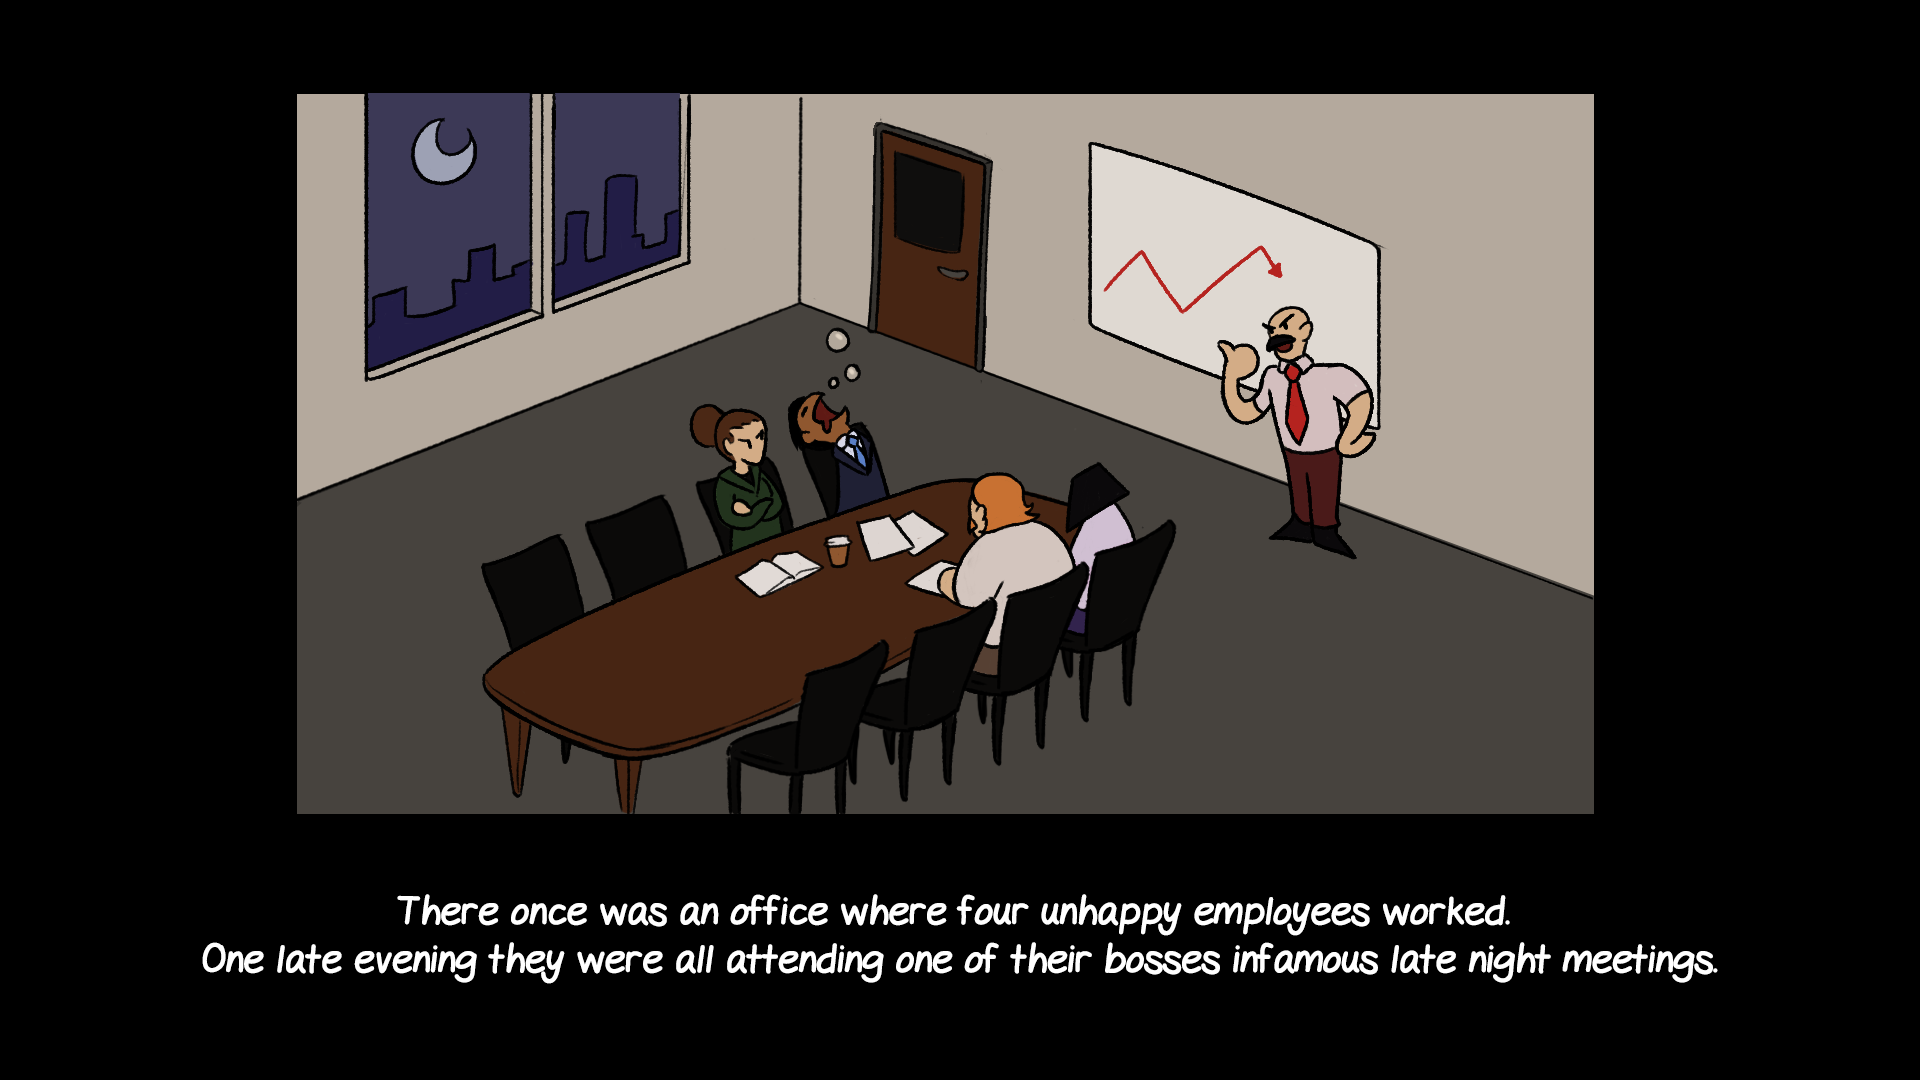 There once was an office where four unhappy employees worked.
One late evening they were all attending one of their bosses infamous late night meetings.